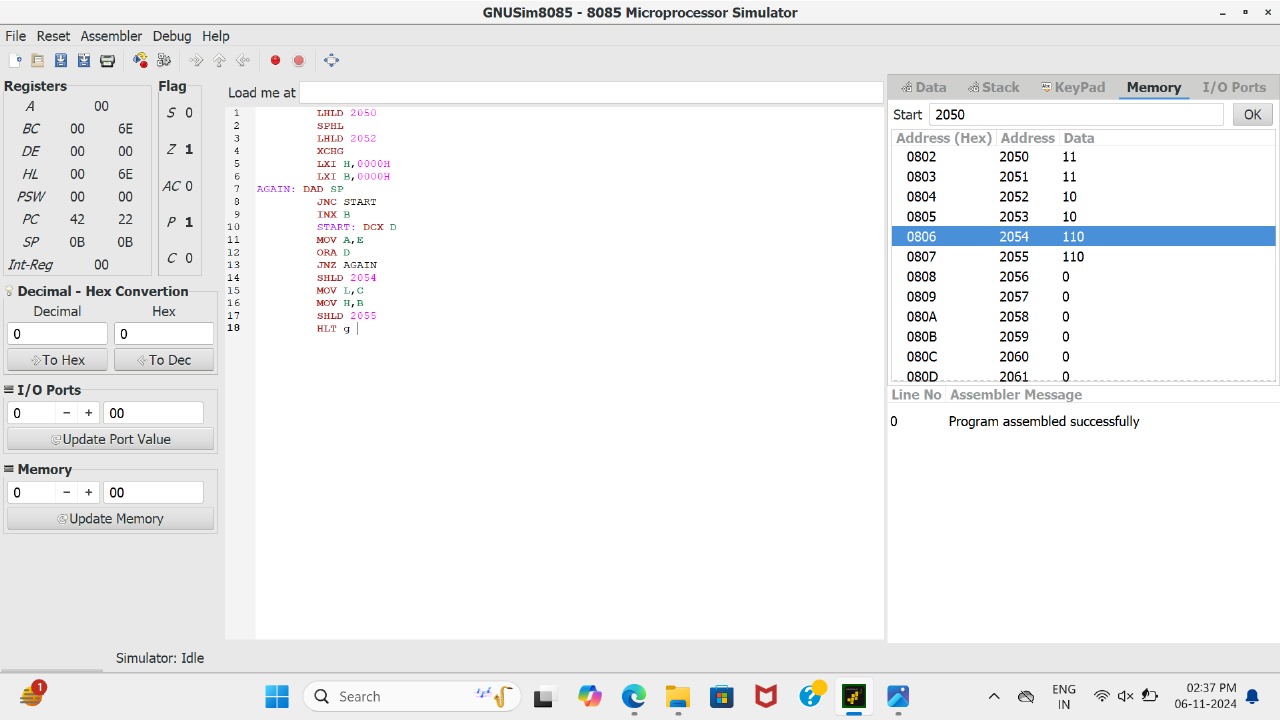 GNUSim8085 - 8085 Microprocessor Simulator
File Reset Assembler Debug Help
Registers
A 00
BC 00 6E
DE 00 00
HL 00 6E
PSW 00 00
PC 42 22
SP 0B 0B
Int-Reg 00
Flag
S 0
Z 1
AC 0
P 1
C 0
Decimal - Hex Convertion
Decimal Hex
0 0
To Hex To Dec
I/O Ports
0 - + 00
Update Port Value
Memory
0 - + 00
Update Memory
Load me at
1 LHLD 2050
2 SPHL
3 LHLD 2052
4 XCHG
5 LXI H,0000H
6 LXI B,0000H
7 AGAIN: DAD SP
8 JNC START
9 INX B
10 START: DCX D
11 MOV A,E
12 ORA D
13 JNZ AGAIN
14 SHLD 2054
15 MOV L,C
16 MOV H,B
17 SHLD 2055
18 HLT g
Data Stack KeyPad Memory I/O Ports
Start 2050 OK
Address (Hex) Address Data
0802 2050 11
0803 2051 11
0804 2052 10
0805 2053 10
0806 2054 110
0807 2055 110
0808 2056 0
0809 2057 0
080A 2058 0
080B 2059 0
080C 2060 0
080D 2061 0
Line No Assembler Message
0 Program assembled successfully
Simulator: Idle
1
Search
ENG
IN
02:37 PM
06-11-2024